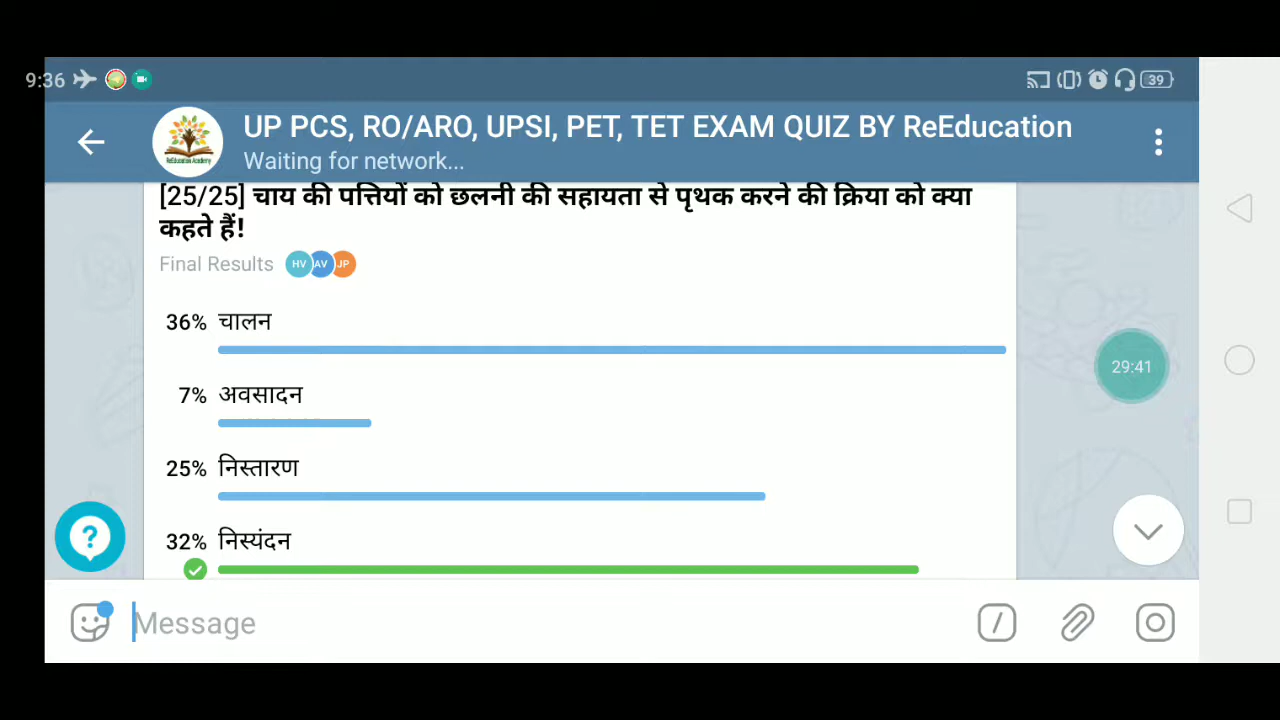 9:36
39
UP PCS, RO/ARO, UPSI, PET, TET EXAM QUIZ BY ReEducation
Waiting for network...
[25/25] चाय की पत्तियों को छलनी की सहायता से पृथक करने की क्रिया को क्या
कहते हैं!
Final Results HV AV JP
36% चालन
7% अवसादन
29:41
25% निस्तारण
32% निस्यंदन
Message